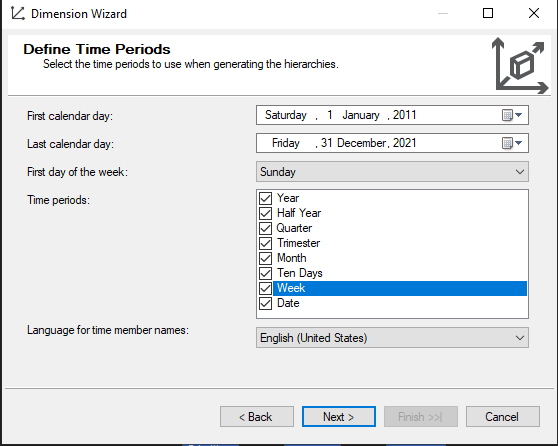 Dimension Wizard
Define Time Periods
Select the time periods to use when generating the hierarchies.
First calendar day: Saturday , 1 January , 2011
Last calendar day: Friday , 31 December, 2021
First day of the week: Sunday
Time periods: Year
Half Year
Quarter
Trimester
Month
Ten Days
Week
Date
Language for time member names: English (United States)
< Back Next > Finish >>| Cancel